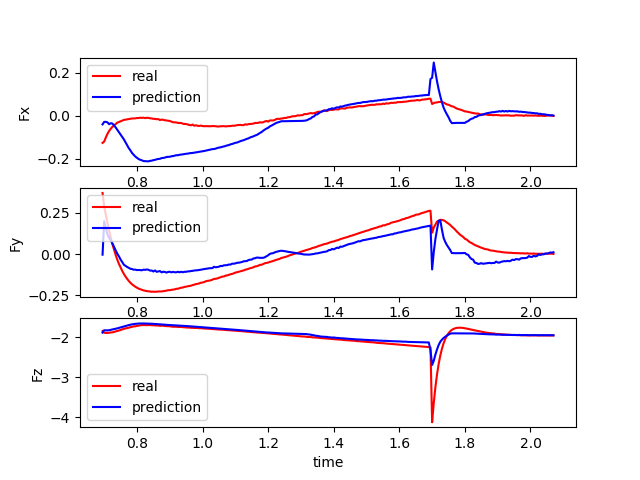 Fx
0.2
0.0
−0.2
real
prediction
0.8 1.0 1.2 1.4 1.6 1.8 2.0
Fy
0.25
0.00
−0.25
real
prediction
0.8 1.0 1.2 1.4 1.6 1.8 2.0
Fz
−2
−3
−4
real
prediction
0.8 1.0 1.2 1.4 1.6 1.8 2.0
time